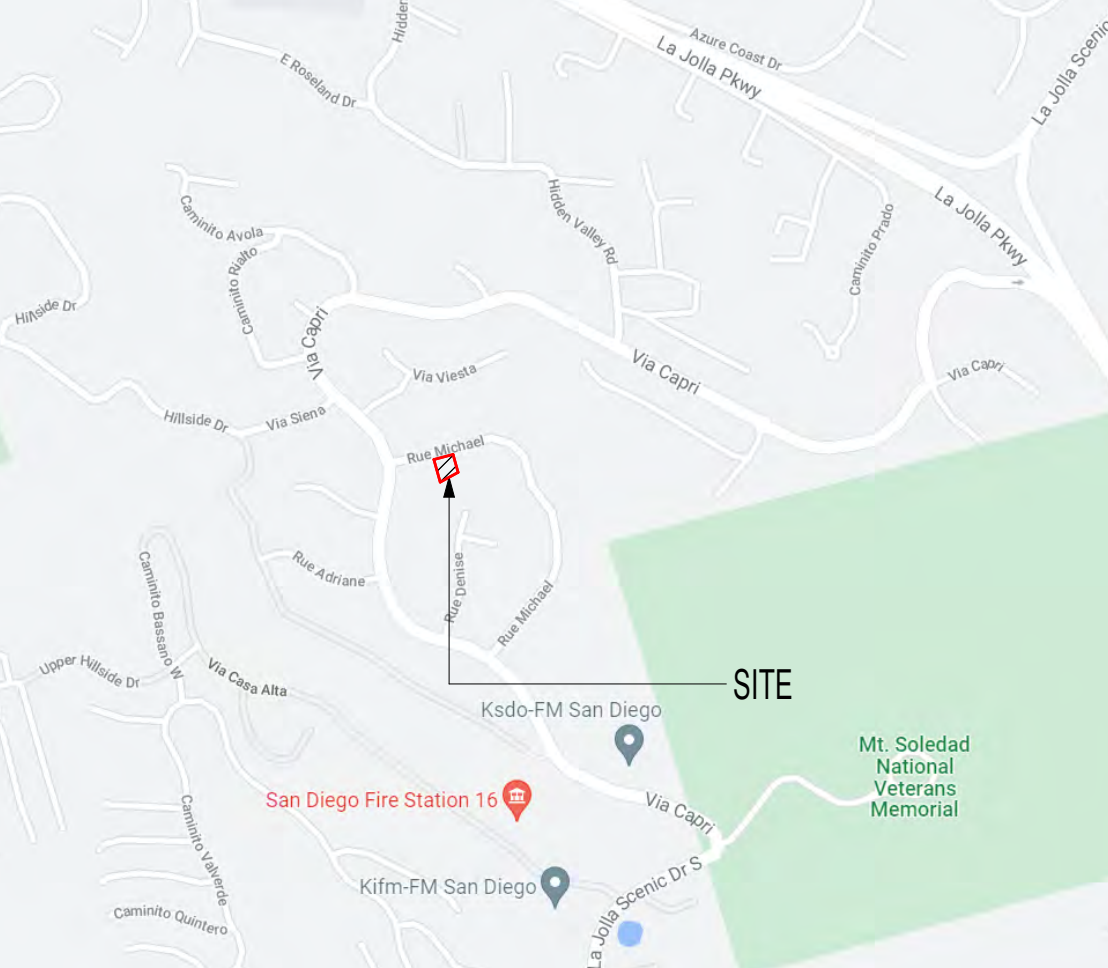 Hidden
Azure Coast Dr
La Jolla Pkwy
La Jolla Scenic
E Roseland Dr
Hidden Valley Rd
La Jolla Pkwy
Caminito Prado
Caminito Avola
Caminito Rialto
Hillside Dr
Via Capri
Via Viesta
Via Capri
Via Capri
Hillside Dr
Via Siena
Rue Michael
Rue Adriane
Rue Denise
Rue Michael
Caminito Bassano W
Upper Hillside Dr
Via Casa Alta
SITE
Ksdo-FM San Diego
Mt. Soledad
National
Veterans
Memorial
San Diego Fire Station 16
Via Capri
Caminito Valverde
Kifm-FM San Diego
La Jolla Scenic Dr S
Caminito Quintero